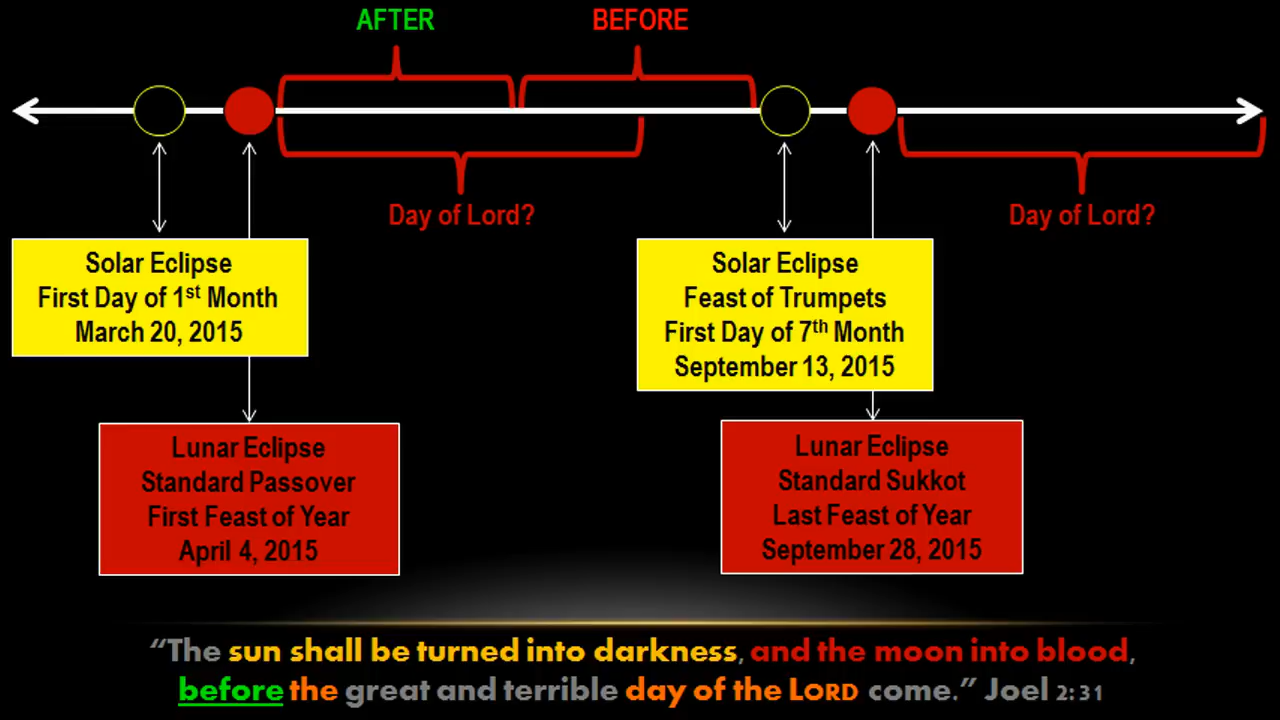 AFTER
BEFORE
Day of Lord?
Day of Lord?
Solar Eclipse
First Day of 1st Month
March 20, 2015
Solar Eclipse
Feast of Trumpets
First Day of 7th Month
September 13, 2015
Lunar Eclipse
Standard Passover
First Feast of Year
April 4, 2015
Lunar Eclipse
Standard Sukkot
Last Feast of Year
September 28, 2015
“The sun shall be turned into darkness, and the moon into blood,
before the great and terrible day of the LORD come.” Joel 2:31